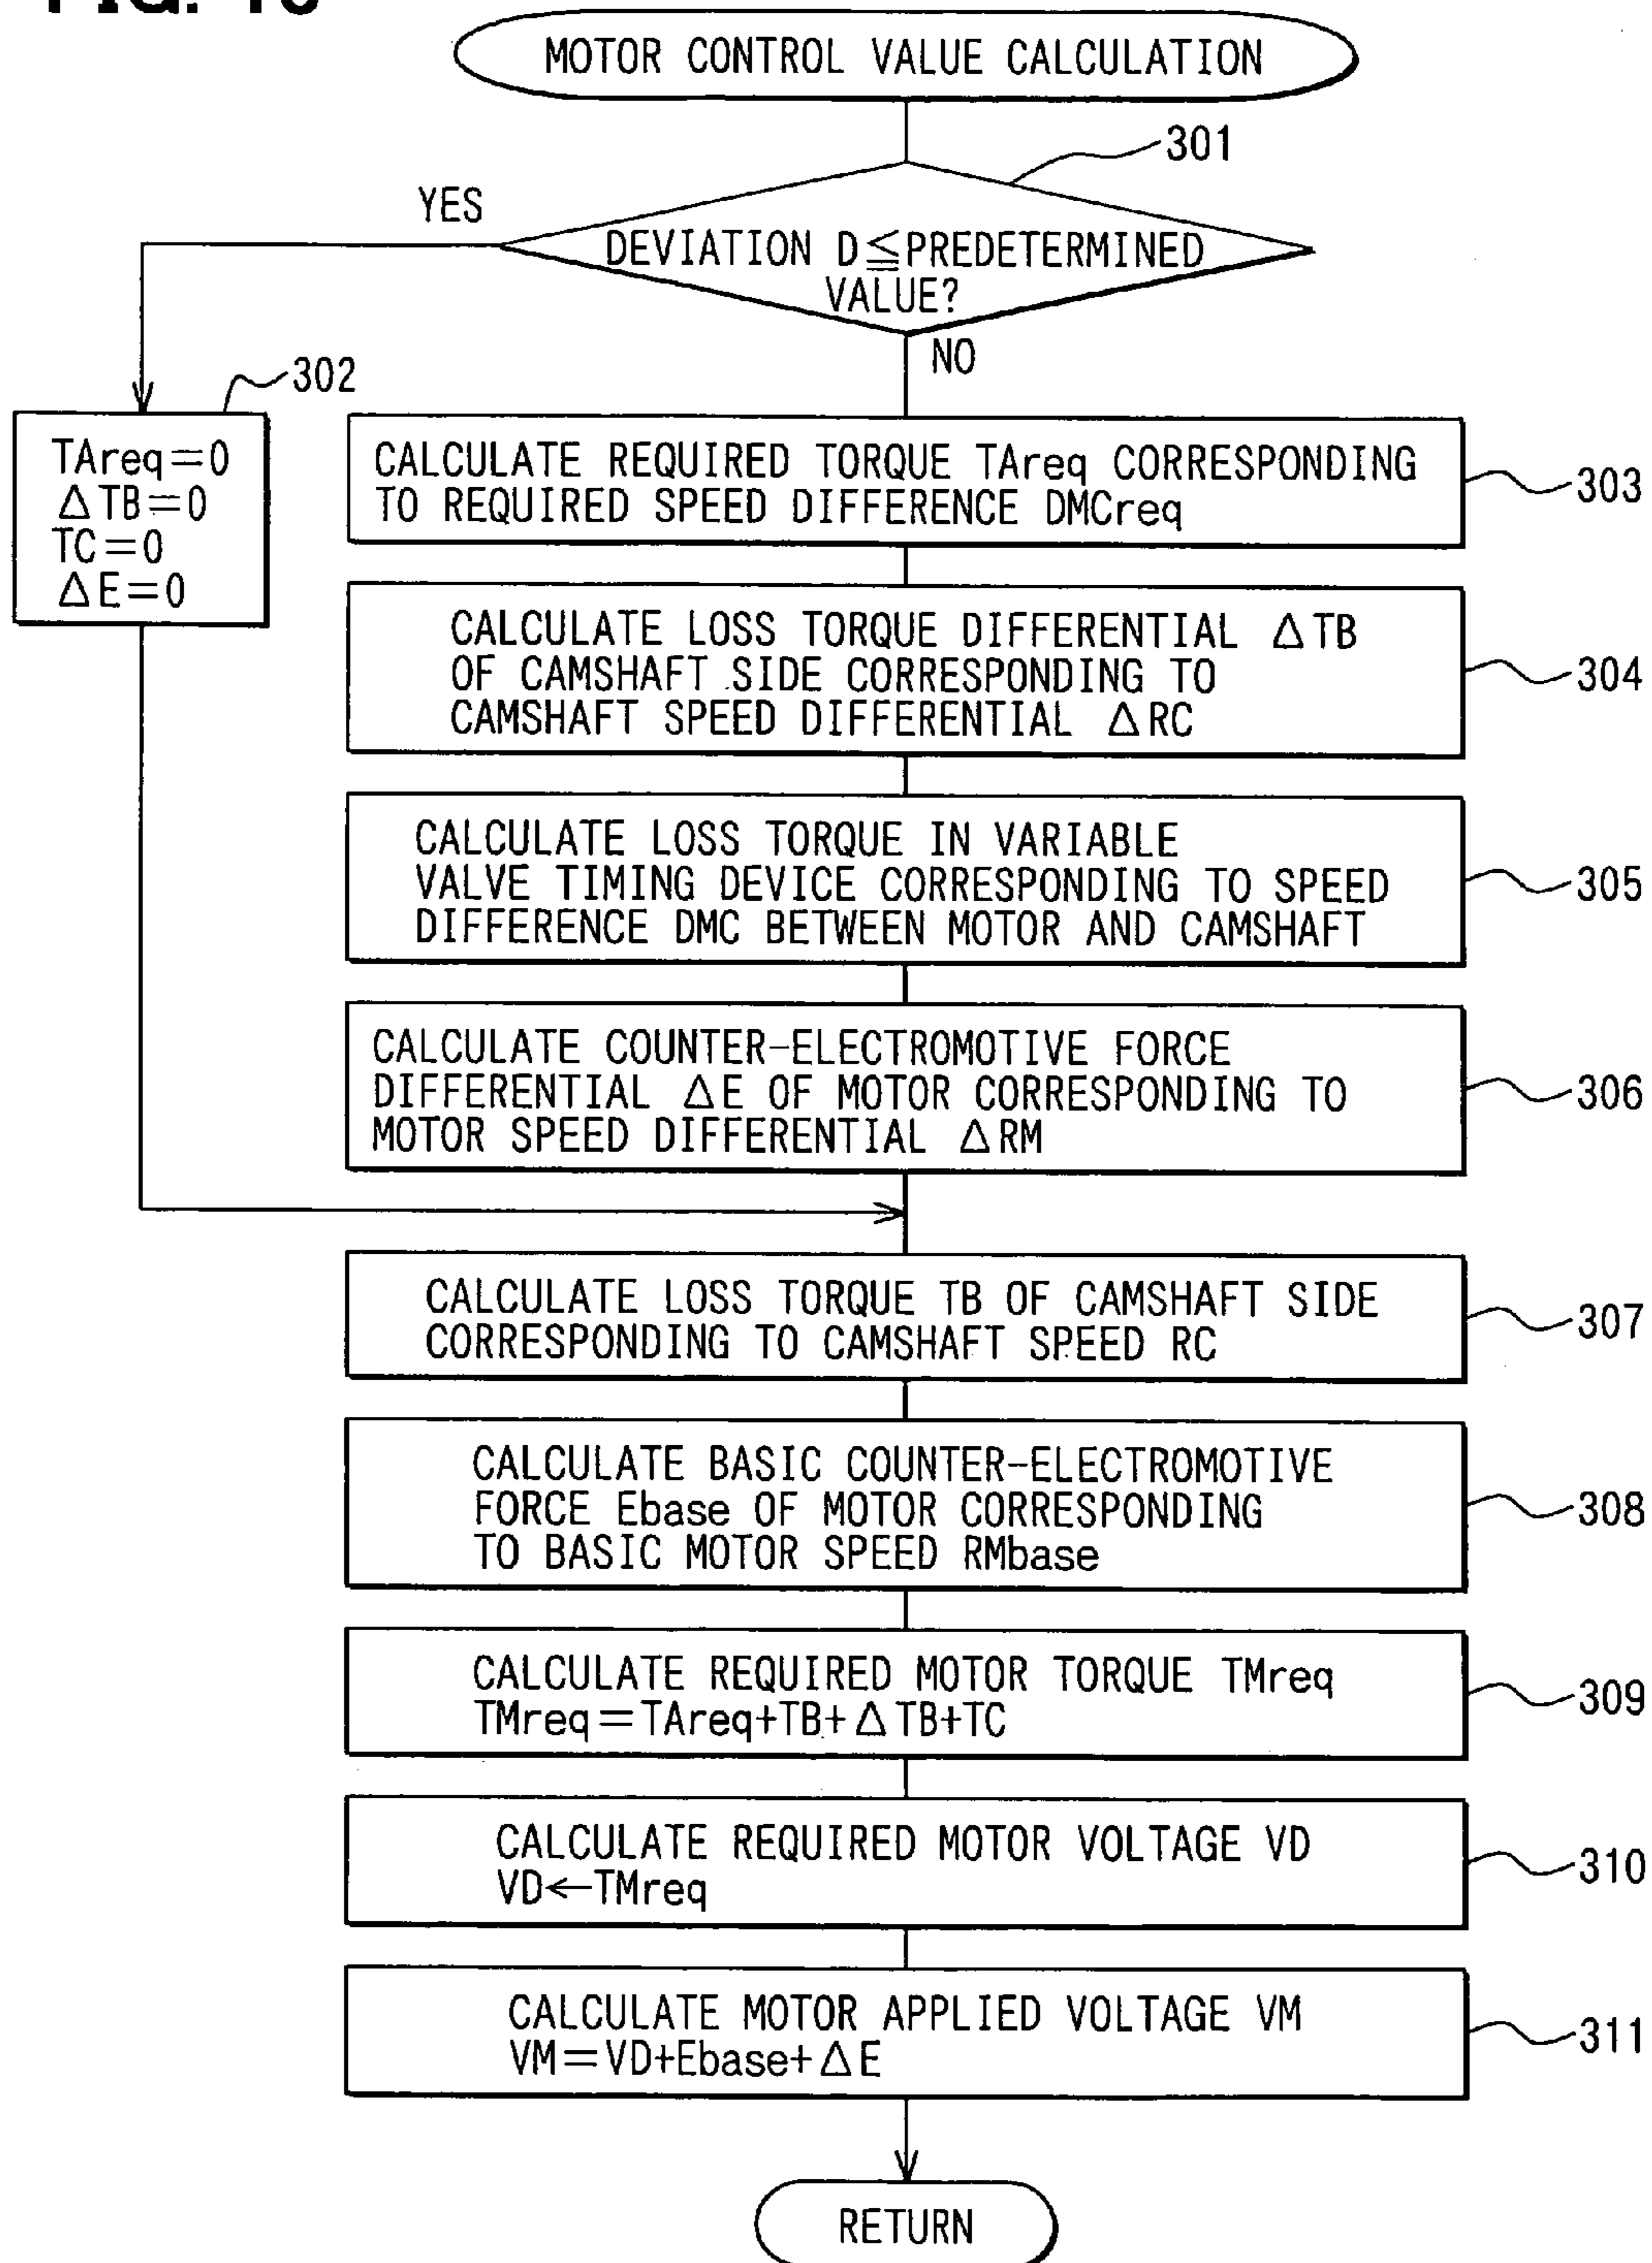 MOTOR CONTROL VALUE CALCULATION
301
YES
DEVIATION D≦PREDETERMINED
VALUE?
NO
302
TAreq=0
ΔTB=0
TC=0
ΔE=0
CALCULATE REQUIRED TORQUE TAreq CORRESPONDING
TO REQUIRED SPEED DIFFERENCE DMCreq
303
CALCULATE LOSS TORQUE DIFFERENTIAL ΔTB
OF CAMSHAFT SIDE CORRESPONDING TO
CAMSHAFT SPEED DIFFERENTIAL ΔRC
304
CALCULATE LOSS TORQUE IN VARIABLE
VALVE TIMING DEVICE CORRESPONDING TO SPEED
DIFFERENCE DMC BETWEEN MOTOR AND CAMSHAFT
305
CALCULATE COUNTER-ELECTROMOTIVE FORCE
DIFFERENTIAL ΔE OF MOTOR CORRESPONDING TO
MOTOR SPEED DIFFERENTIAL ΔRM
306
CALCULATE LOSS TORQUE TB OF CAMSHAFT SIDE
CORRESPONDING TO CAMSHAFT SPEED RC
307
CALCULATE BASIC COUNTER-ELECTROMOTIVE
FORCE Ebase OF MOTOR CORRESPONDING
TO BASIC MOTOR SPEED RMbase
308
CALCULATE REQUIRED MOTOR TORQUE TMreq
TMreq=TAreq+TB+ΔTB+TC
309
CALCULATE REQUIRED MOTOR VOLTAGE VD
VD←TMreq
310
CALCULATE MOTOR APPLIED VOLTAGE VM
VM=VD+Ebase+ΔE
311
RETURN